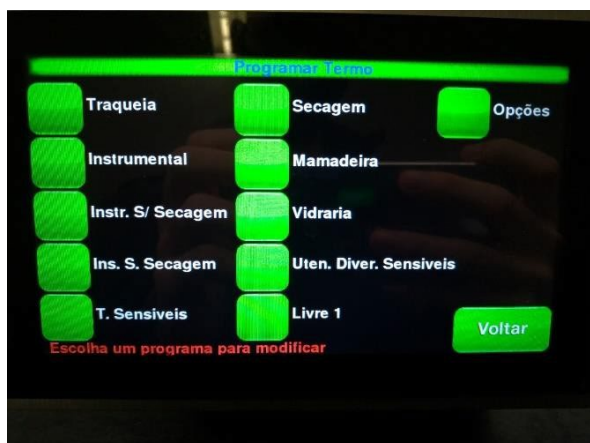 Programar Termo
Traqueia
Secagem
Opções
Instrumental
Mamadeira
Instr. S/ Secagem
Vidraria
Ins. S. Secagem
Uten. Diver. Sensiveis
T. Sensiveis
Livre 1
Voltar
Escolha um programa para modificar